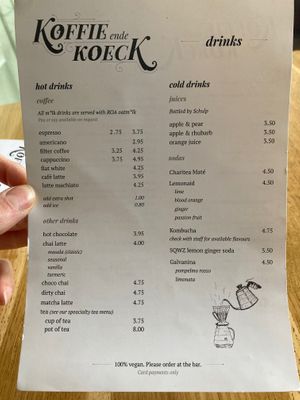 KOFFIE ende KOECK
drinks
hot drinks
coffee
All m*lk drinks are served with ROA oatm*lk
espresso 2.75 3.75
americano 2.95
filter coffee 3.25 4.25
cappuccino 3.75 4.95
flat white 4.25
café latte 3.95
latte machiato 4.25
add extra shot 1.00
add ice 0.80
other drinks
hot chocolate 3.95
chai latte 4.00
masala (classic)
seasonal
vanilla
turmeric
choco chai 4.75
dirty chai 4.75
matcha latte 4.75
tea (see our speacialty tea menu)
cup of tea 3.75
pot of tea 8.00
cold drinks
juices
Bottled by Schulp
apple & pear 3.50
apple & rhubarb 3.50
orange juice 3.50
sodas
Charitea Maté 4.50
Lemonaid 4.50
lime
blood orange
ginger
passion fruit
Kombucha 4.75
check with staff for available flavours
SQWZ lemon ginger soda 3.50
Galvanina 4.50
pompelmo rosso
limonata
100% vegan. Please order at the bar.
Card payments only